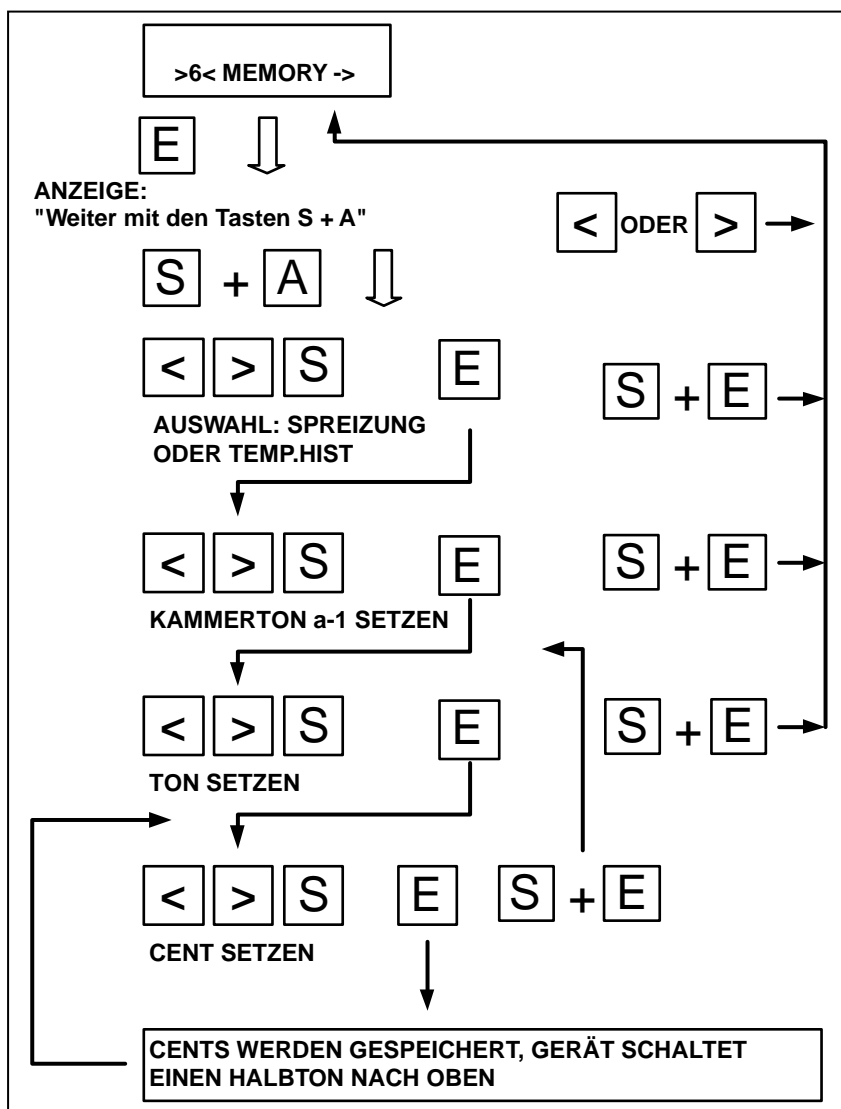 >6< MEMORY ->
E
ANZEIGE:
"Weiter mit den Tasten S + A"
< ODER >
S + A
< > S E
S + E
AUSWAHL: SPREIZUNG
ODER TEMP.HIST
< > S E
S + E
KAMMERTON a-1 SETZEN
< > S E
S + E
TON SETZEN
< > S E S + E
CENT SETZEN
CENTS WERDEN GESPEICHERT, GERÄT SCHALTET
EINEN HALBTON NACH OBEN